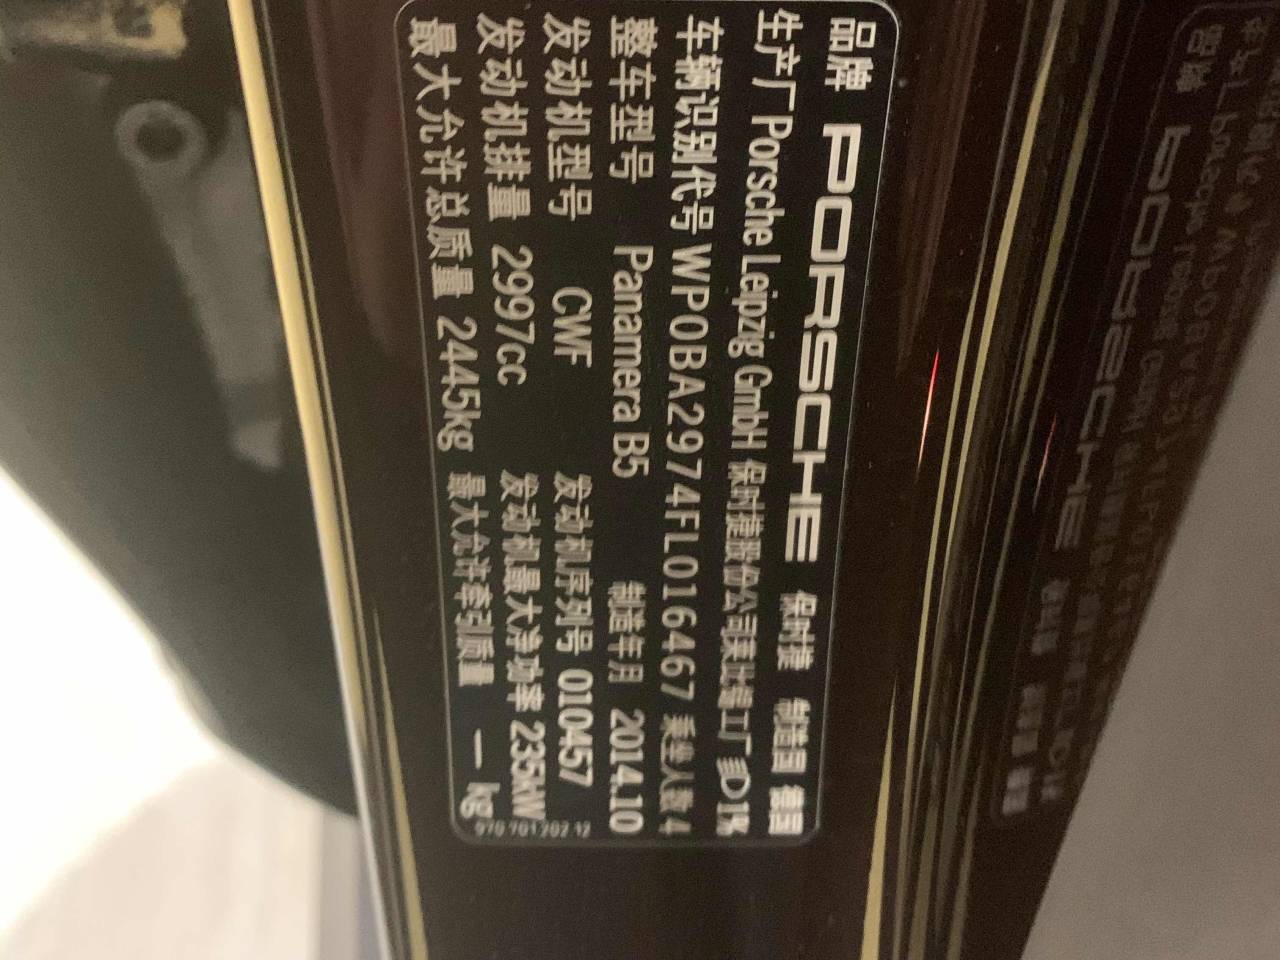 品牌 PORSCHE 保时捷 制造国 德国
生产厂 Porsche Leipzig GmbH 保时捷股份公司莱比锡工厂
车辆识别代号 WP0BA2974FL016467 乘坐人数 4
整车型号 Panamera B5 制造年月 2014.10
发动机型号 CWF 发动机序列号 010457
发动机排量 2997cc 发动机最大净功率 235kW
最大允许总质量 2445kg 最大允许牵引质量 — kg
970.701.202.12